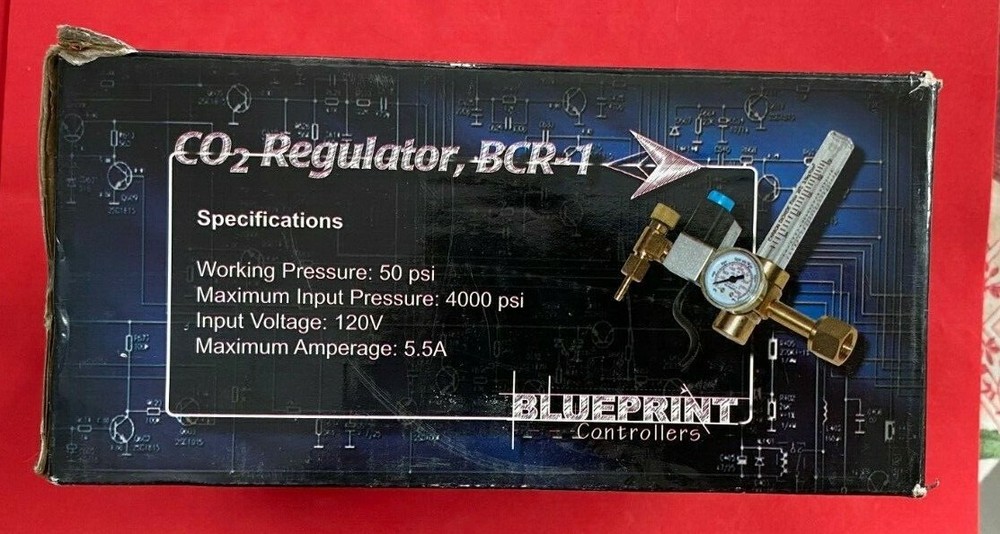 CO2 Regulator, BCR-1
Specifications
Working Pressure: 50 psi
Maximum Input Pressure: 4000 psi
Input Voltage: 120V
Maximum Amperage: 5.5A
BLUEPRINT
Controllers